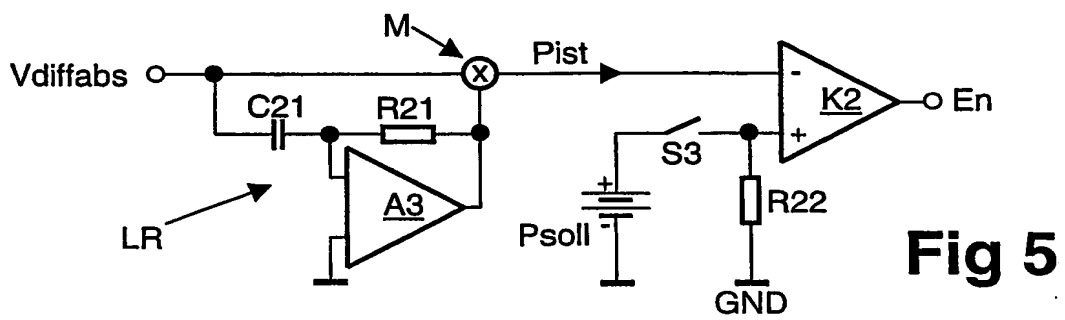 M
Vdiffabs
x
Pist
-
K2
+
En
C21
R21
S3
A3
+
Psoll
-
R22
LR
GND
Fig 5